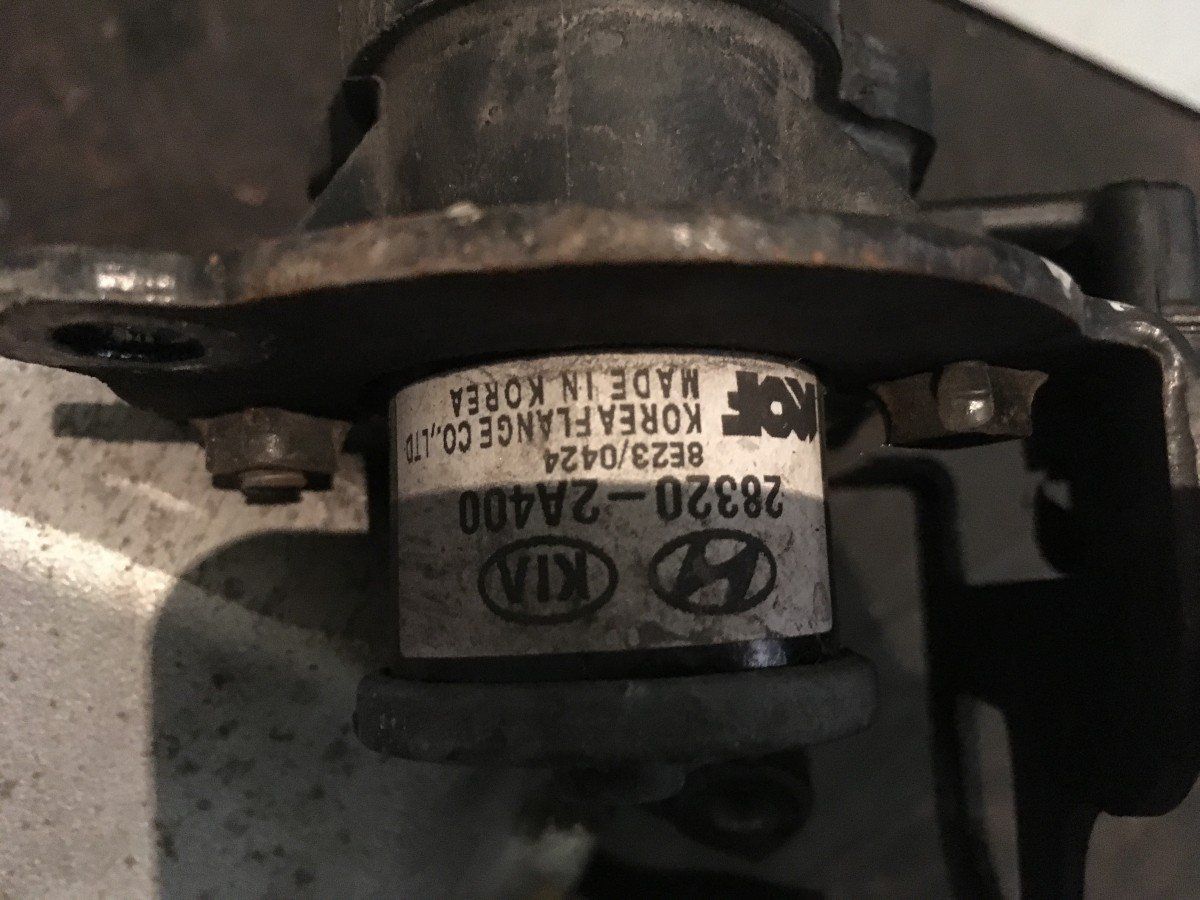 KIA
28320-2A400
8E23/0424
KOF KOREA FLANGE CO.,LTD.
MADE IN KOREA